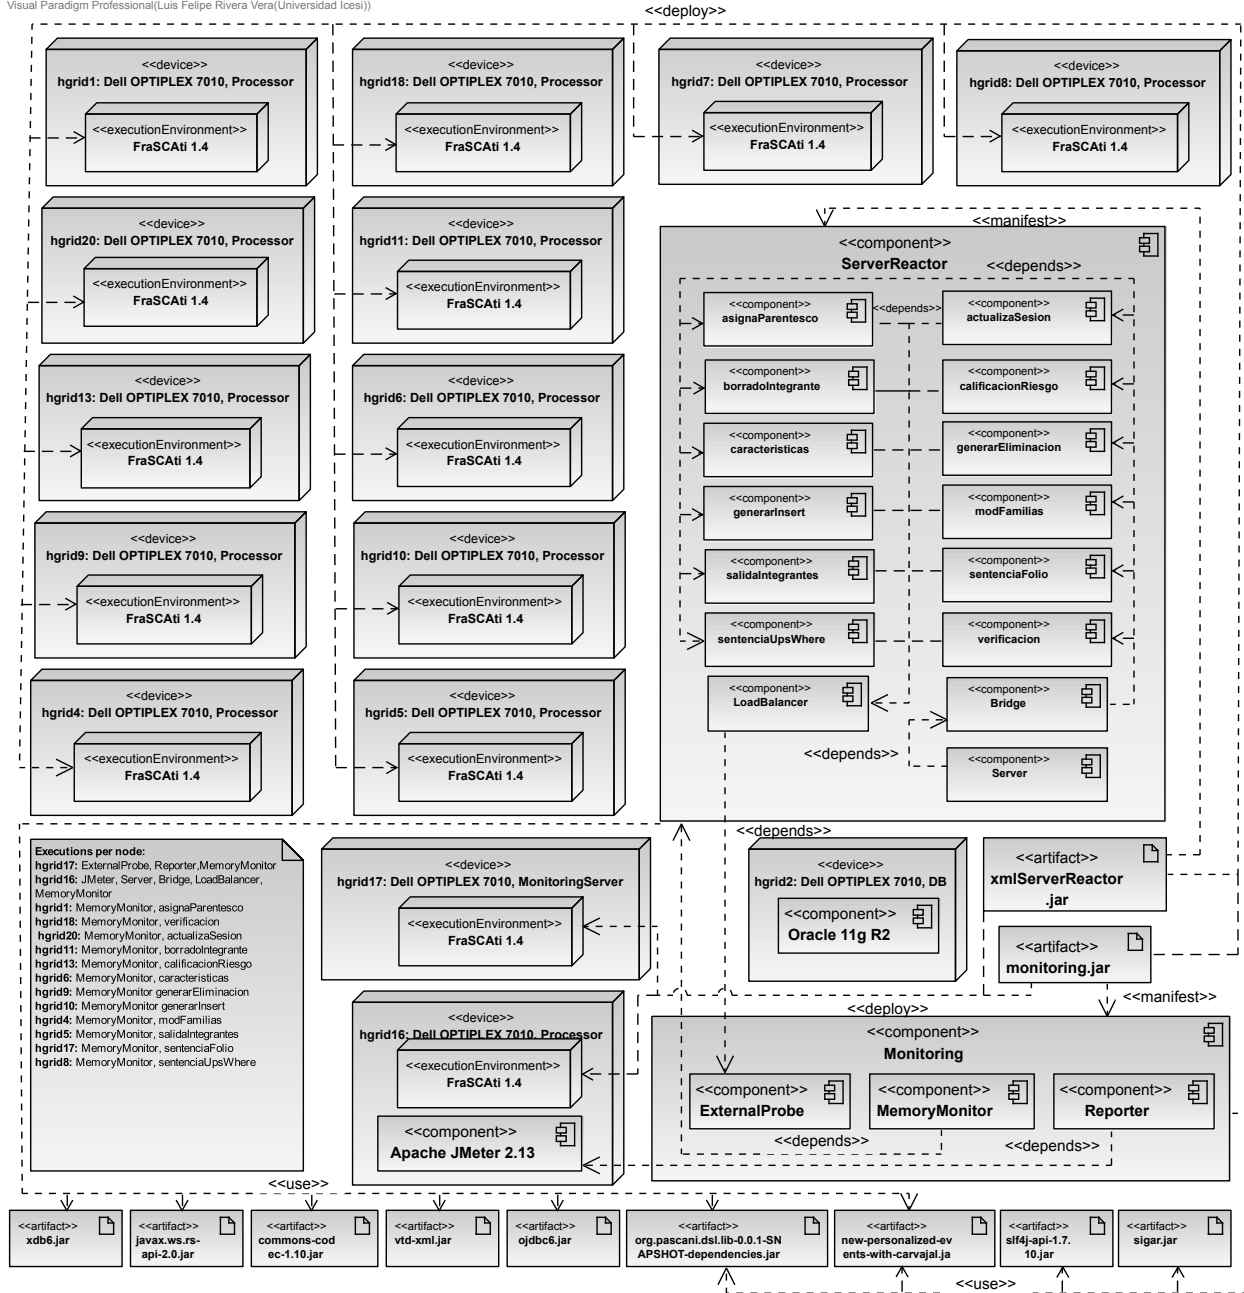 Visual Paradigm Professional(Luis Felipe Rivera Vera(Universidad Icesi))
<<deploy>>
<<device>>
hgrid1: Dell OPTIPLEX 7010, Processor
<<executionEnvironment>>
FraSCAti 1.4
<<device>>
hgrid18: Dell OPTIPLEX 7010, Processor
<<executionEnvironment>>
FraSCAti 1.4
<<device>>
hgrid7: Dell OPTIPLEX 7010, Processor
<<executionEnvironment>>
FraSCAti 1.4
<<device>>
hgrid8: Dell OPTIPLEX 7010, Processor
<<executionEnvironment>>
FraSCAti 1.4
<<device>>
hgrid20: Dell OPTIPLEX 7010, Processor
<<executionEnvironment>>
FraSCAti 1.4
<<device>>
hgrid11: Dell OPTIPLEX 7010, Processor
<<executionEnvironment>>
FraSCAti 1.4
<<device>>
hgrid13: Dell OPTIPLEX 7010, Processor
<<executionEnvironment>>
FraSCAti 1.4
<<device>>
hgrid6: Dell OPTIPLEX 7010, Processor
<<executionEnvironment>>
FraSCAti 1.4
<<device>>
hgrid9: Dell OPTIPLEX 7010, Processor
<<executionEnvironment>>
FraSCAti 1.4
<<device>>
hgrid10: Dell OPTIPLEX 7010, Processor
<<executionEnvironment>>
FraSCAti 1.4
<<device>>
hgrid4: Dell OPTIPLEX 7010, Processor
<<executionEnvironment>>
FraSCAti 1.4
<<device>>
hgrid5: Dell OPTIPLEX 7010, Processor
<<executionEnvironment>>
FraSCAti 1.4
<<manifest>>
<<component>>
ServerReactor
<<depends>>
<<component>>
asignaParentesco
<<depends>>
<<component>>
actualizaSesion
<<component>>
borradoIntegrante
<<component>>
calificacionRiesgo
<<component>>
caracteristicas
<<component>>
generarEliminacion
<<component>>
generarInsert
<<component>>
modFamilias
<<component>>
salidaIntegrantes
<<component>>
sentenciaFolio
<<component>>
sentenciaUpsWhere
<<component>>
verificacion
<<component>>
LoadBalancer
<<component>>
Bridge
<<depends>>
<<component>>
Server
Executions per node:
hgrid17: ExternalProbe, Reporter,MemoryMonitor
hgrid16: JMeter, Server, Bridge, LoadBalancer,
MemoryMonitor
hgrid1: MemoryMonitor, asignaParentesco
hgrid18: MemoryMonitor, verificacion
hgrid20: MemoryMonitor, actualizaSesion
hgrid11: MemoryMonitor, borradoIntegrante
hgrid13: MemoryMonitor, calificacionRiesgo
hgrid6: MemoryMonitor, caracteristicas
hgrid9: MemoryMonitor generarEliminacion
hgrid10: MemoryMonitor generarInsert
hgrid4: MemoryMonitor, modFamilias
hgrid5: MemoryMonitor, salidaIntegrantes
hgrid17: MemoryMonitor, sentenciaFolio
hgrid8: MemoryMonitor, sentenciaUpsWhere
<<device>>
hgrid17: Dell OPTIPLEX 7010, MonitoringServer
<<executionEnvironment>>
FraSCAti 1.4
<<depends>>
<<device>>
hgrid2: Dell OPTIPLEX 7010, DB
<<component>>
Oracle 11g R2
<<artifact>>
xmlServerReactor
.jar
<<artifact>>
monitoring.jar
<<manifest>>
<<deploy>>
<<device>>
hgrid16: Dell OPTIPLEX 7010, Processor
<<executionEnvironment>>
FraSCAti 1.4
<<component>>
Apache JMeter 2.13
<<component>>
Monitoring
<<component>>
ExternalProbe
<<component>>
MemoryMonitor
<<component>>
Reporter
<<depends>>
<<depends>>
<<use>>
<<artifact>>
xdb6.jar
<<artifact>>
javax.ws.rs-
api-2.0.jar
<<artifact>>
commons-cod
ec-1.10.jar
<<artifact>>
vtd-xml.jar
<<artifact>>
ojdbc6.jar
<<artifact>>
org.pascani.dsl.lib-0.0.1-SN
APSHOT-dependencies.jar
<<artifact>>
new-personalized-ev
ents-with-carvajal.ja
<<artifact>>
slf4j-api-1.7.
10.jar
<<artifact>>
sigar.jar
<<use>>